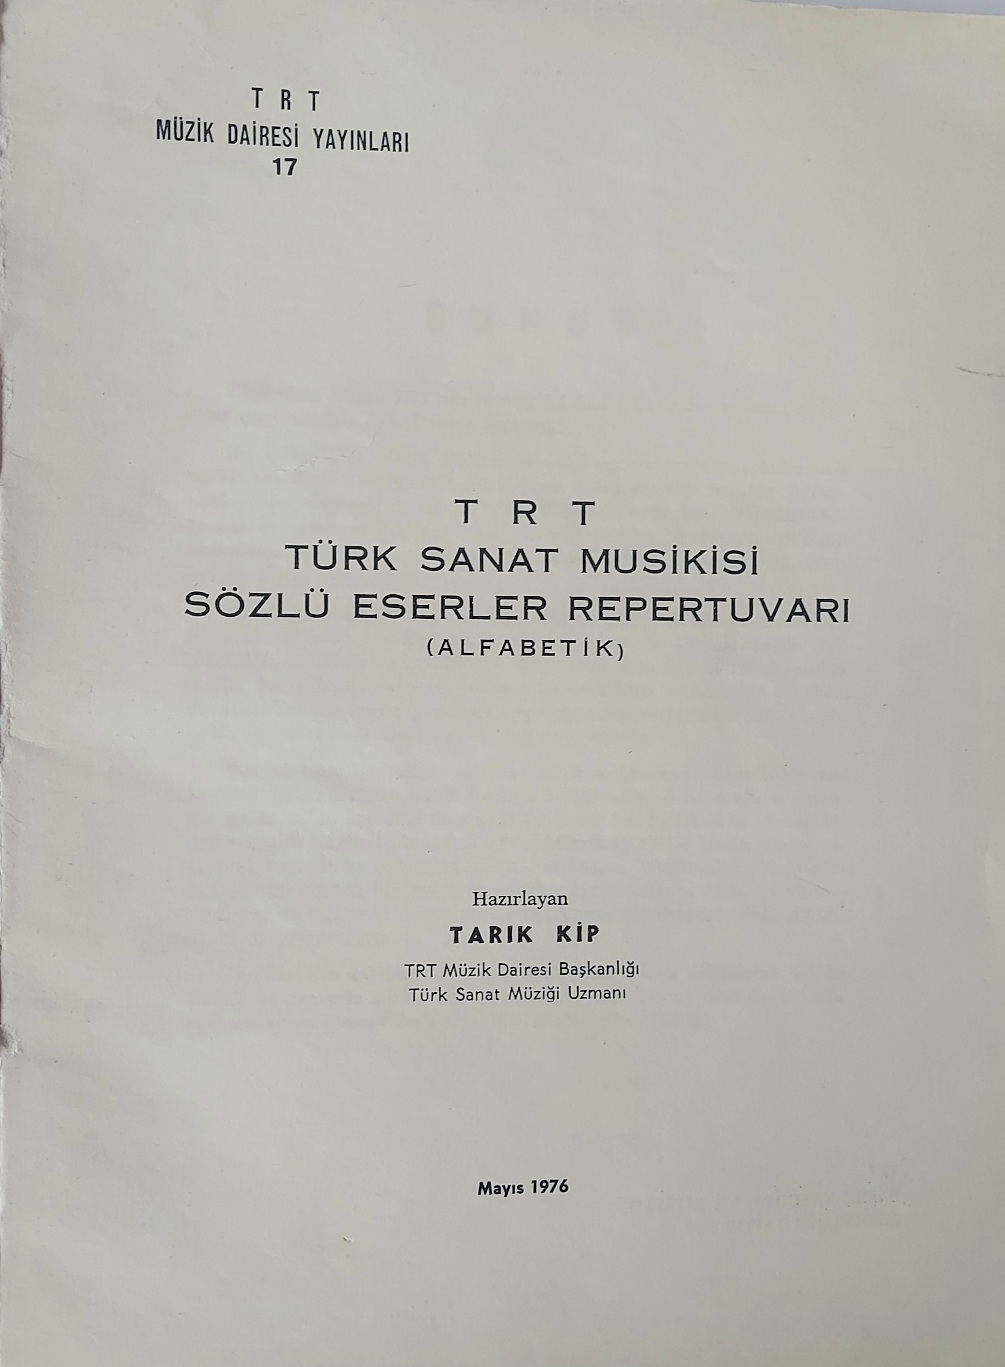 T R T
MÜZİK DAİRESİ YAYINLARI
17
T R T
TÜRK SANAT MUSİKİSİ
SÖZLÜ ESERLER REPERTUVARI
(ALFABETİK)
Hazırlayan
TARIK KİP
TRT Müzik Dairesi Başkanlığı
Türk Sanat Müziği Uzmanı
Mayıs 1976